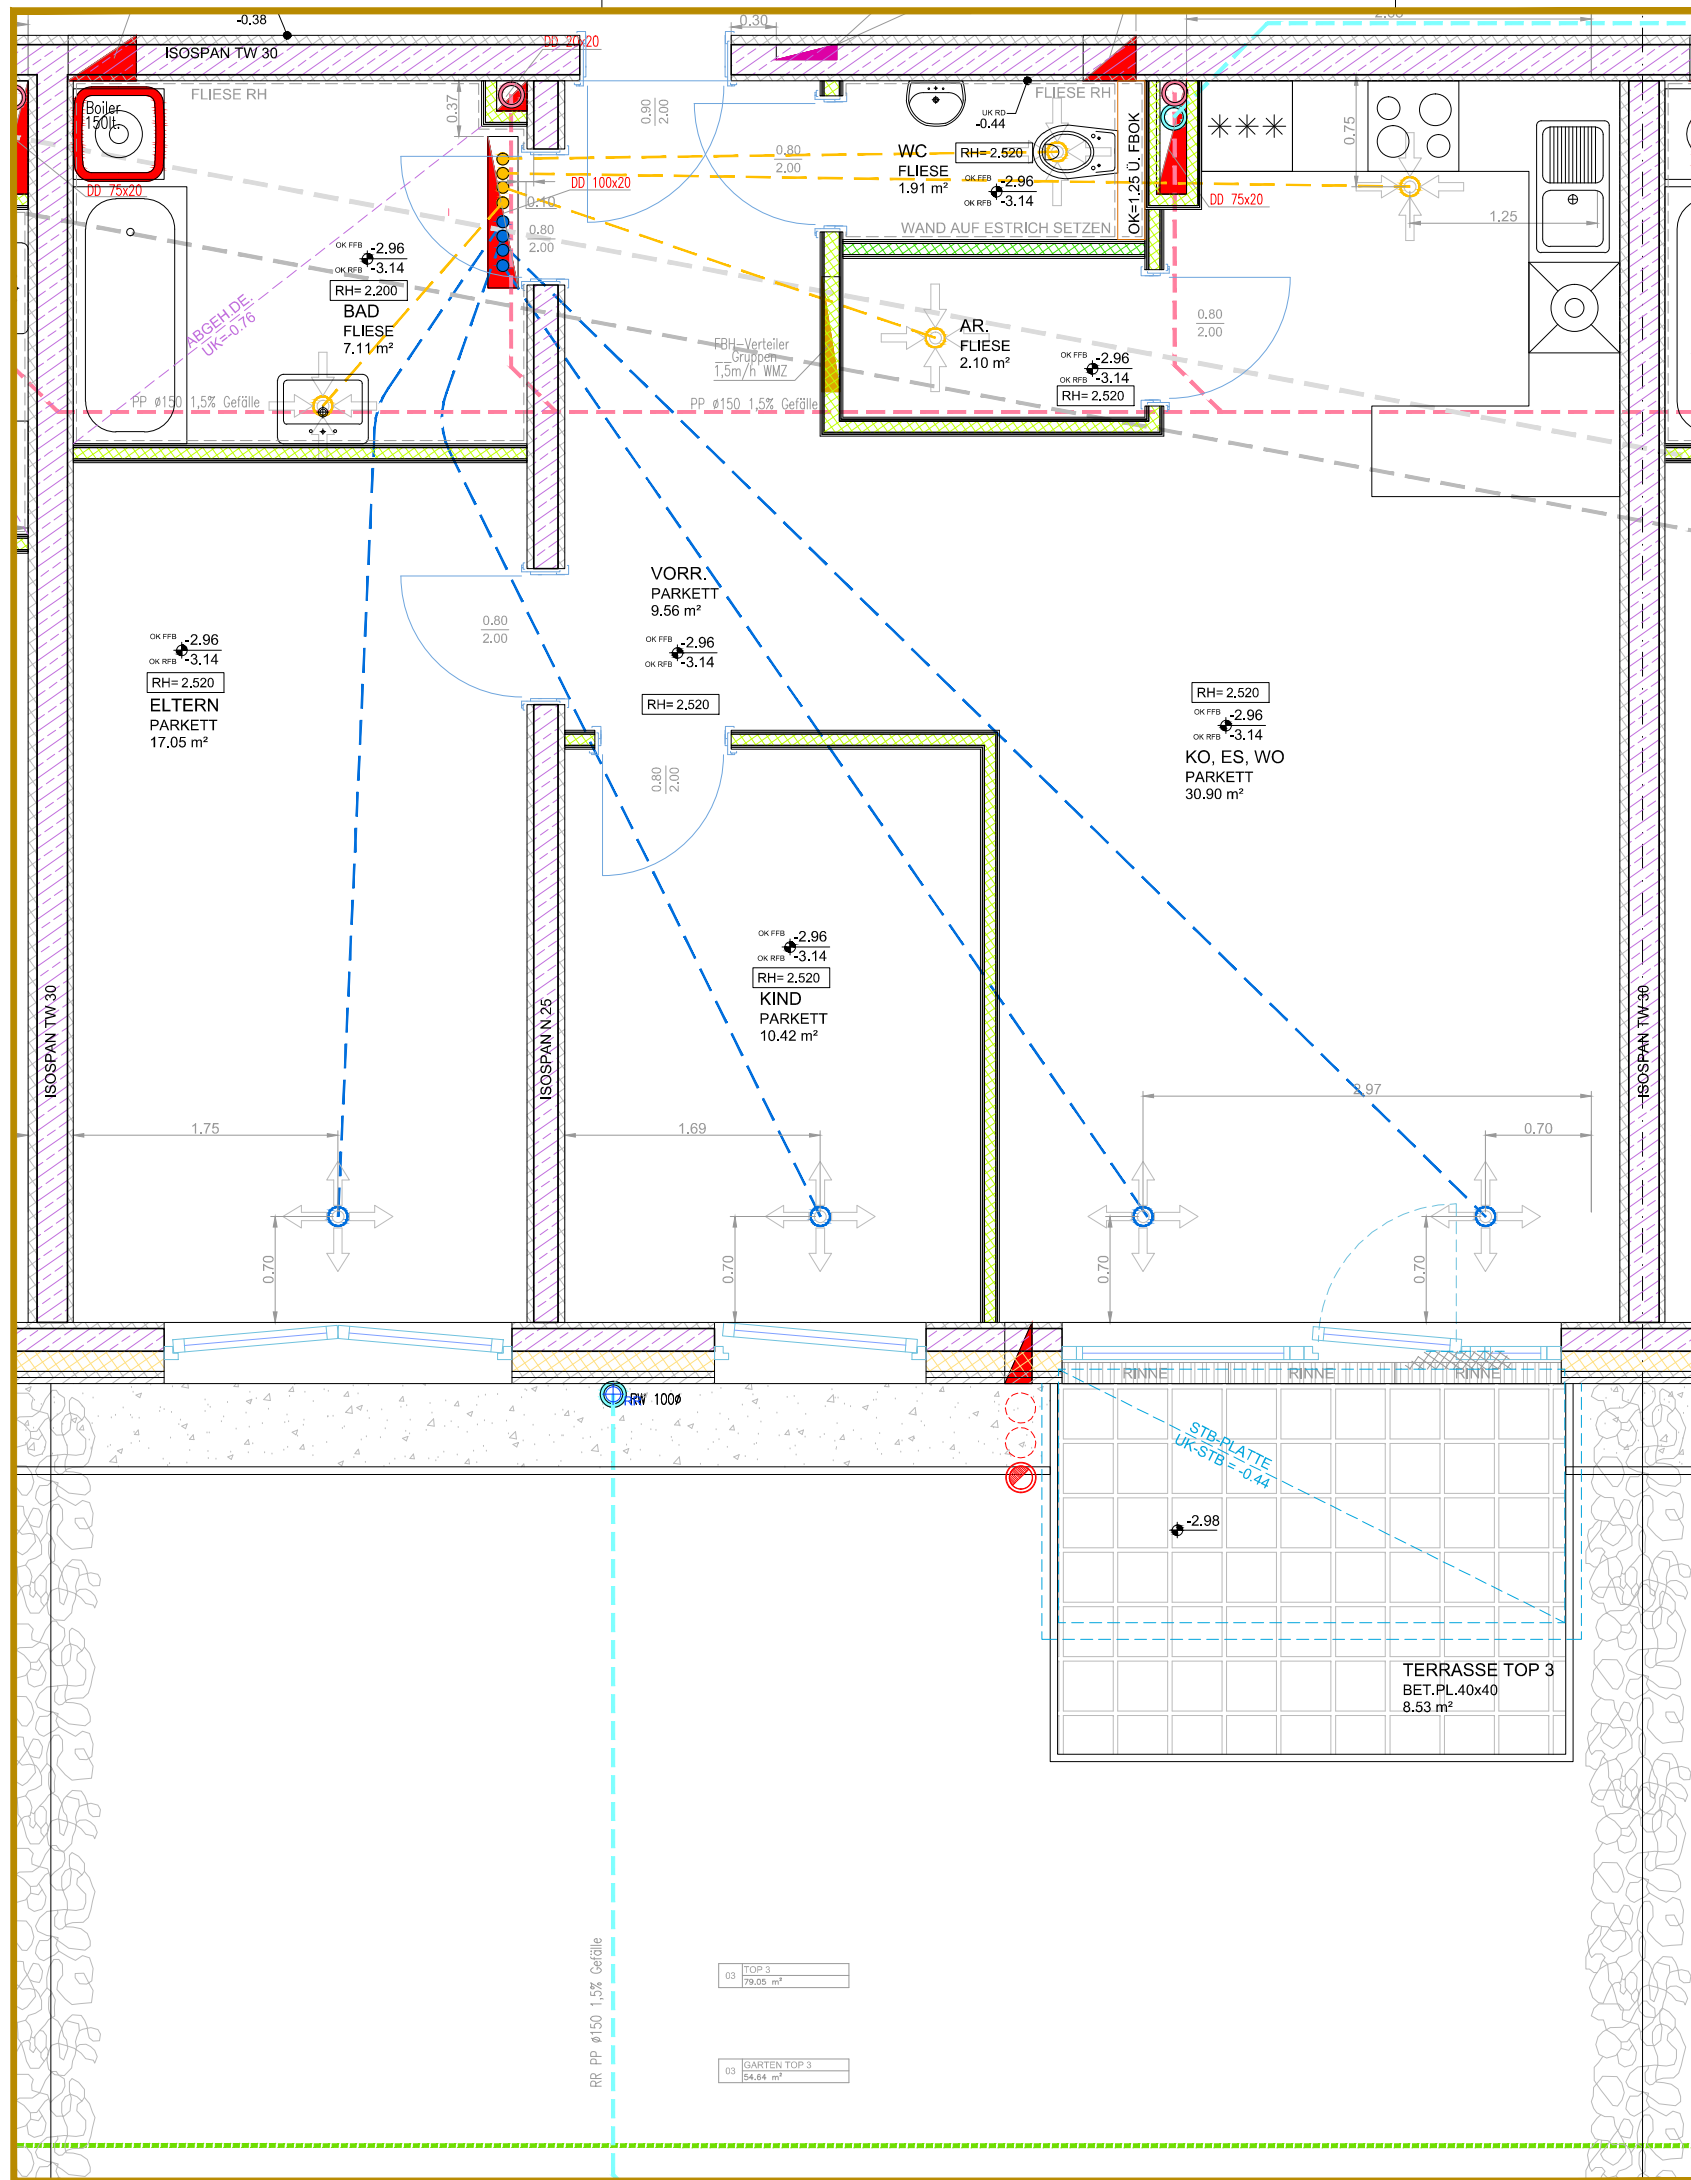 -0.38
0.30
DD 20x20
ISOSPAN TW 30
FLIESE RH
Boiler
150lt.
DD 75x20
0.37
0.90
2.00
DD 100x20
0.10
0.80
2.00
0.80
2.00
FLIESE RH
UK RD
-0.44
WC
FLIESE
1.91 m²
RH= 2.520
OK FFB -2.96
OK RFB -3.14
WAND AUF ESTRICH SETZEN
OK=1.25 Ü. FBOK
DD 75x20
0.75
1.25
OK FFB -2.96
OK RFB -3.14
RH= 2.200
BAD
FLIESE
7.11 m²
ABGEH.DE
UK=-0.76
PP ø150 1,5% Gefälle
FBH-Verteiler
__Gruppen
1,5m/h WMZ
PP ø150 1,5% Gefälle
AR.
FLIESE
2.10 m²
OK FFB -2.96
OK RFB -3.14
RH= 2.520
0.80
2.00
VORR.
PARKETT
9.56 m²
OK FFB -2.96
OK RFB -3.14
RH= 2.520
0.80
2.00
OK FFB -2.96
OK RFB -3.14
RH= 2.520
ELTERN
PARKETT
17.05 m²
0.80
2.00
RH= 2.520
OK FFB -2.96
OK RFB -3.14
KO, ES, WO
PARKETT
30.90 m²
OK FFB -2.96
OK RFB -3.14
RH= 2.520
KIND
PARKETT
10.42 m²
ISOSPAN TW 30
ISOSPAN N 25
ISOSPAN TW 30
1.75
1.69
2.97
0.70
0.70
0.70
0.70
0.70
RINNE
RINNE
RINNE
RW 100ø
STB-PLATTE
UK-STB = -0.44
-2.98
TERRASSE TOP 3
BET.PL.40x40
8.53 m²
RR PP ø150 1,5% Gefälle
03 TOP 3
79.05 m²
03 GARTEN TOP 3
54.64 m²